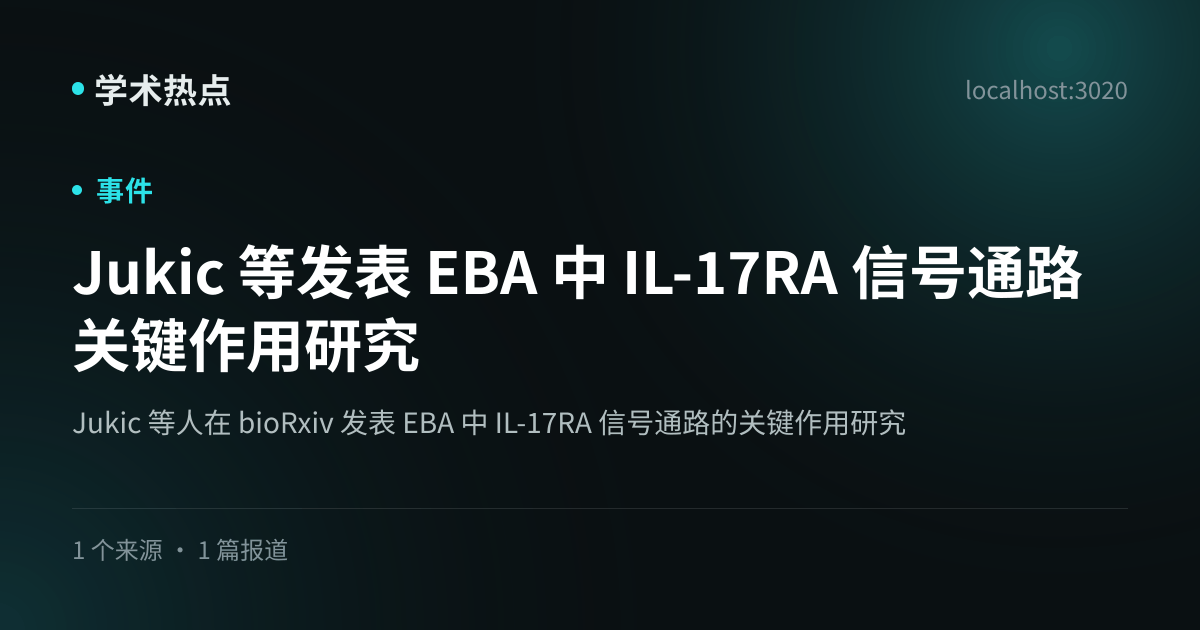 学术热点
localhost:3020
事件
Jukic 等发表 EBA 中 IL-17RA 信号通路
关键作用研究
Jukic 等人在 bioRxiv 发表 EBA 中 IL-17RA 信号通路的关键作用研究
1 个来源 · 1 篇报道